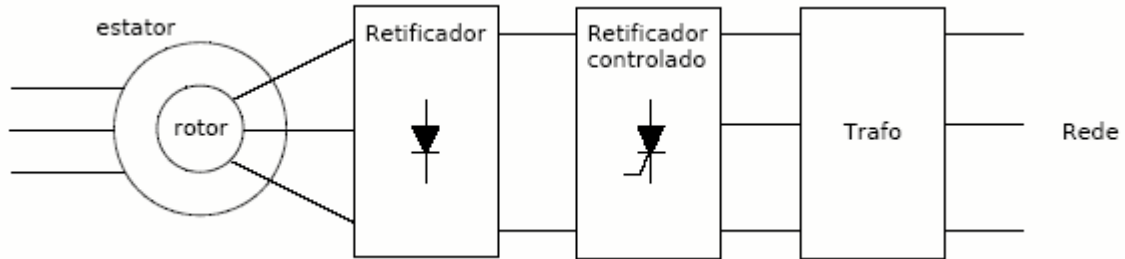 estator
rotor
Retificador
Retificador
controlado
Trafo
Rede